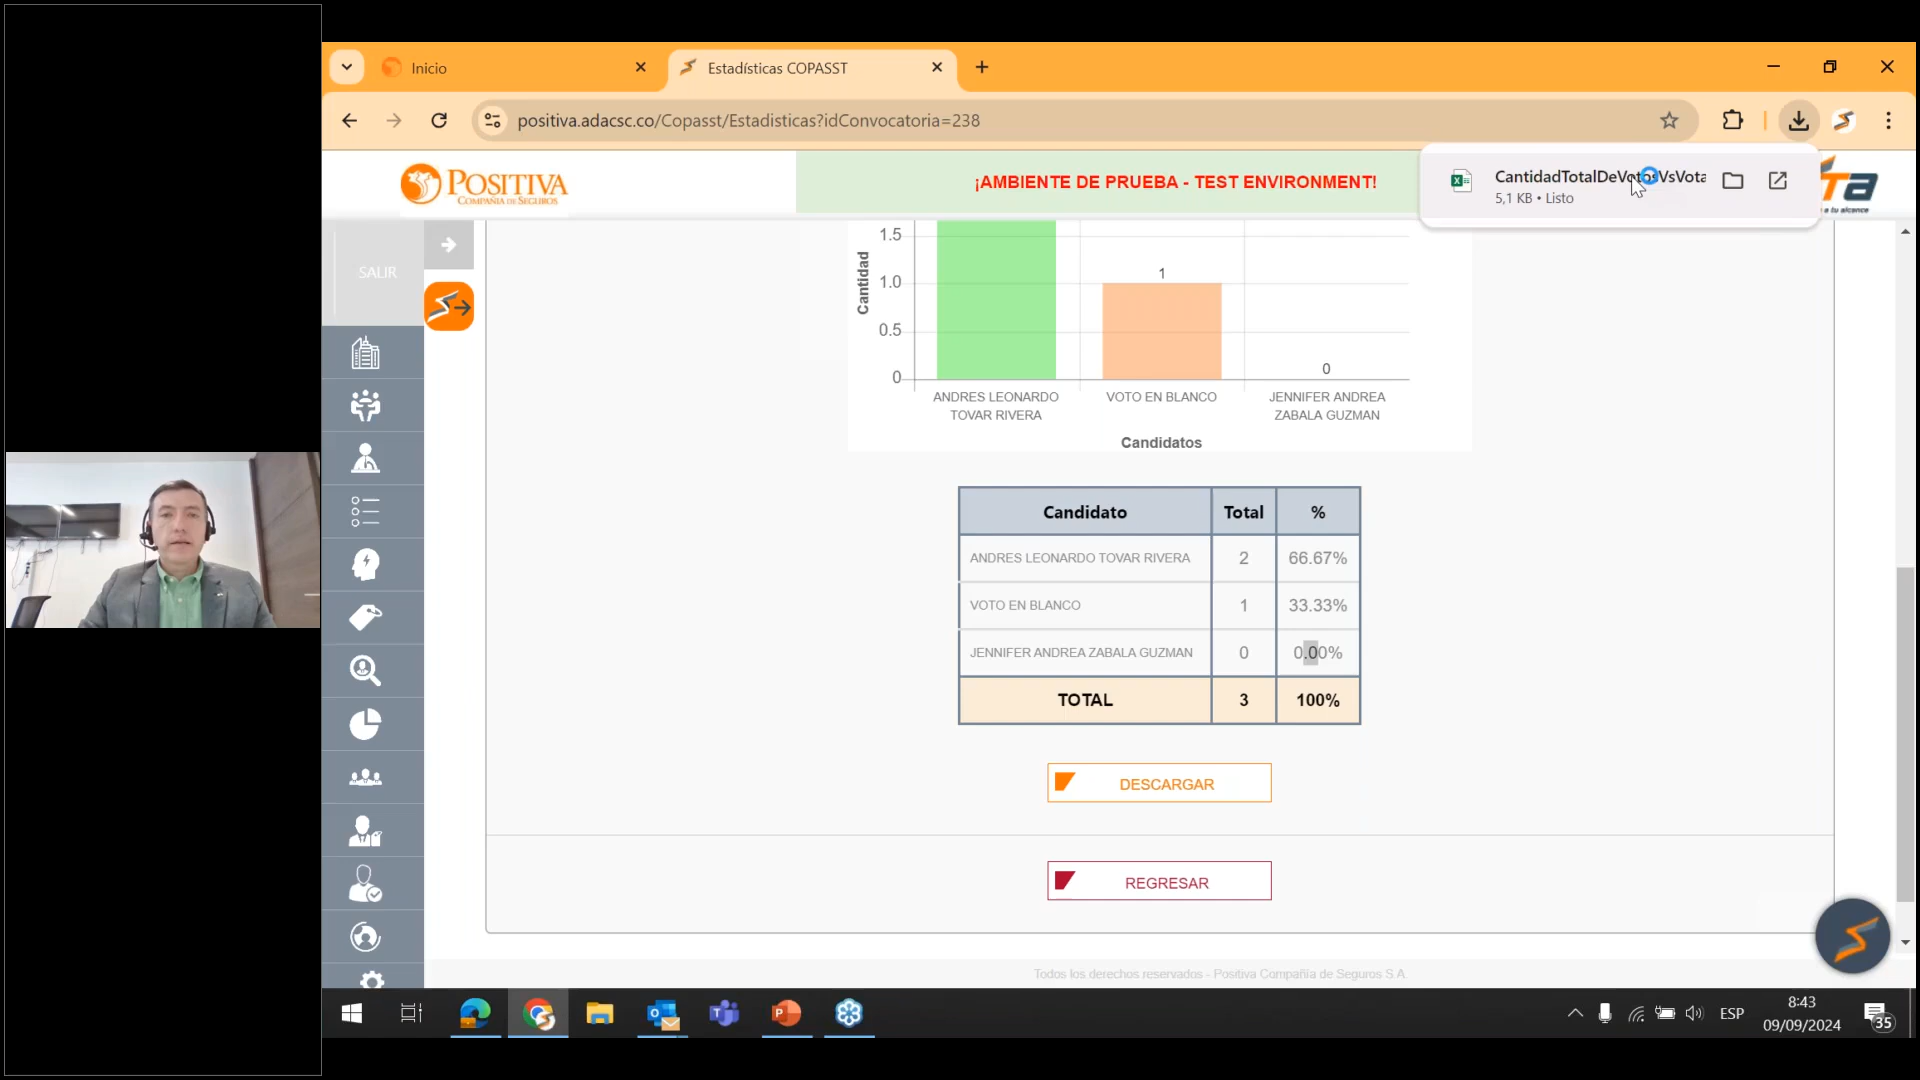 Inicio
Estadísticas COPASST
positiva.adacsc.co/Copasst/Estadisticas?idConvocatoria=238
POSITIVA
COMPAÑIA DE SEGUROS
¡AMBIENTE DE PRUEBA - TEST ENVIRONMENT!
CantidadTotalDeVotosVsVota
5,1 KB • Listo
a tu alcance
SALIR
Cantidad
1.5
1.0
0.5
0
1
0
ANDRES LEONARDO
TOVAR RIVERA
VOTO EN BLANCO
JENNIFER ANDREA
ZABALA GUZMAN
Candidatos
Candidato Total %
ANDRES LEONARDO TOVAR RIVERA 2 66.67%
VOTO EN BLANCO 1 33.33%
JENNIFER ANDREA ZABALA GUZMAN 0 0.00%
TOTAL 3 100%
DESCARGAR
REGRESAR
Todos los derechos reservados - Positiva Compañía de Seguros S.A.
ESP
8:43
09/09/2024
35